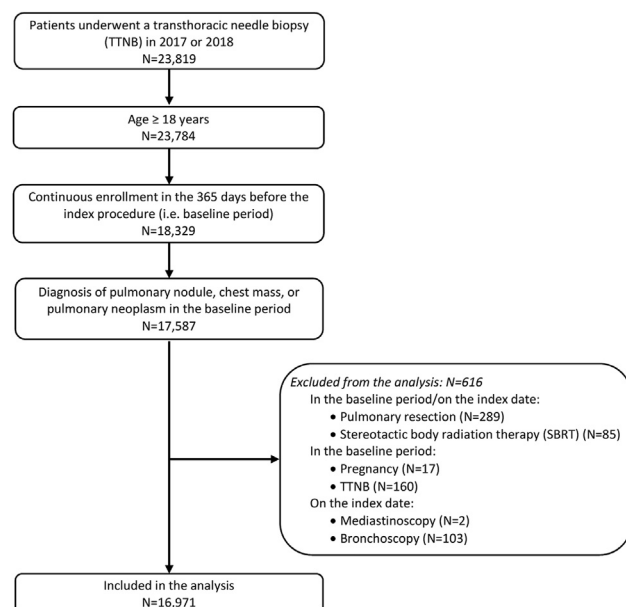 Patients underwent a transthoracic needle biopsy
(TTNB) in 2017 or 2018
N=23,819
Age ≥ 18 years
N=23,784
Continuous enrollment in the 365 days before the
index procedure (i.e. baseline period)
N=18,329
Diagnosis of pulmonary nodule, chest mass, or
pulmonary neoplasm in the baseline period
N=17,587
Excluded from the analysis: N=616
In the baseline period/on the index date:
• Pulmonary resection (N=289)
• Stereotactic body radiation therapy (SBRT) (N=85)
In the baseline period:
• Pregnancy (N=17)
• TTNB (N=160)
On the index date:
• Mediastinoscopy (N=2)
• Bronchoscopy (N=103)
Included in the analysis
N=16,971